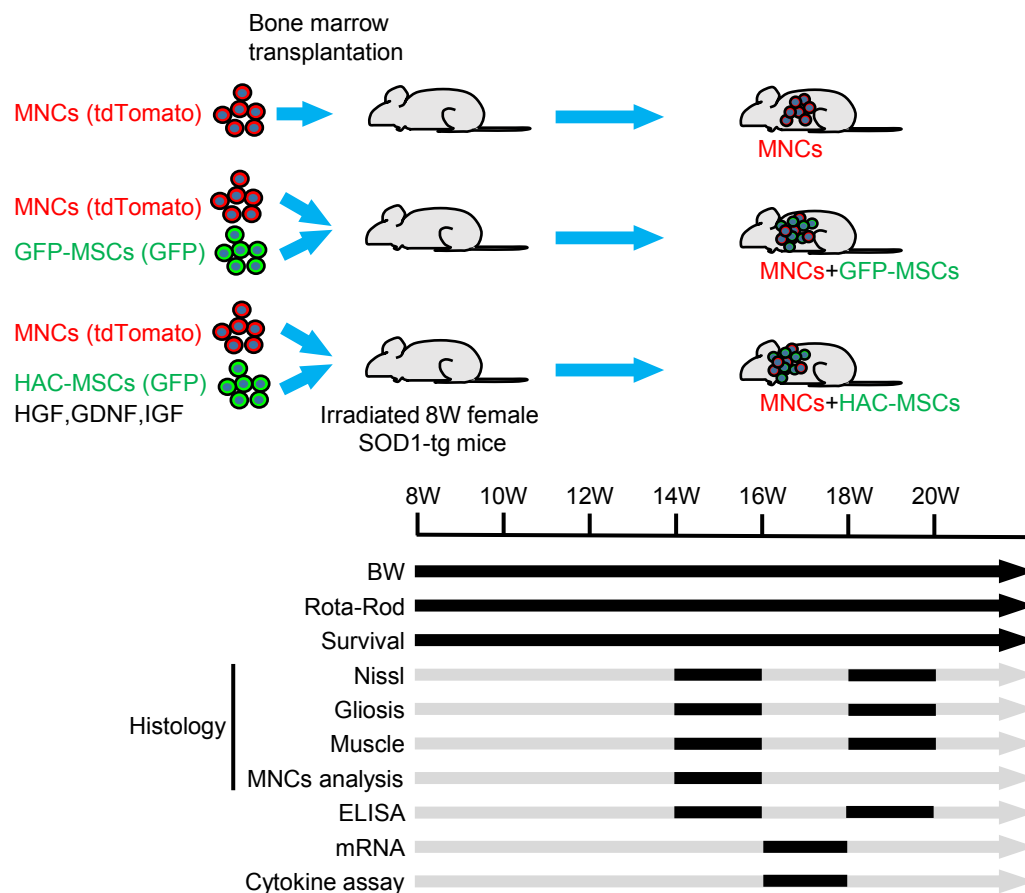 Bone marrow
transplantation
MNCs (tdTomato)
MNCs
MNCs (tdTomato)
GFP-MSCs (GFP)
MNCs+GFP-MSCs
MNCs (tdTomato)
HAC-MSCs (GFP)
HGF,GDNF,IGF
MNCs+HAC-MSCs
Irradiated 8W female
SOD1-tg mice
8W 10W 12W 14W 16W 18W 20W
BW
Rota-Rod
Survival
Histology
Nissl
Gliosis
Muscle
MNCs analysis
ELISA
mRNA
Cytokine assay